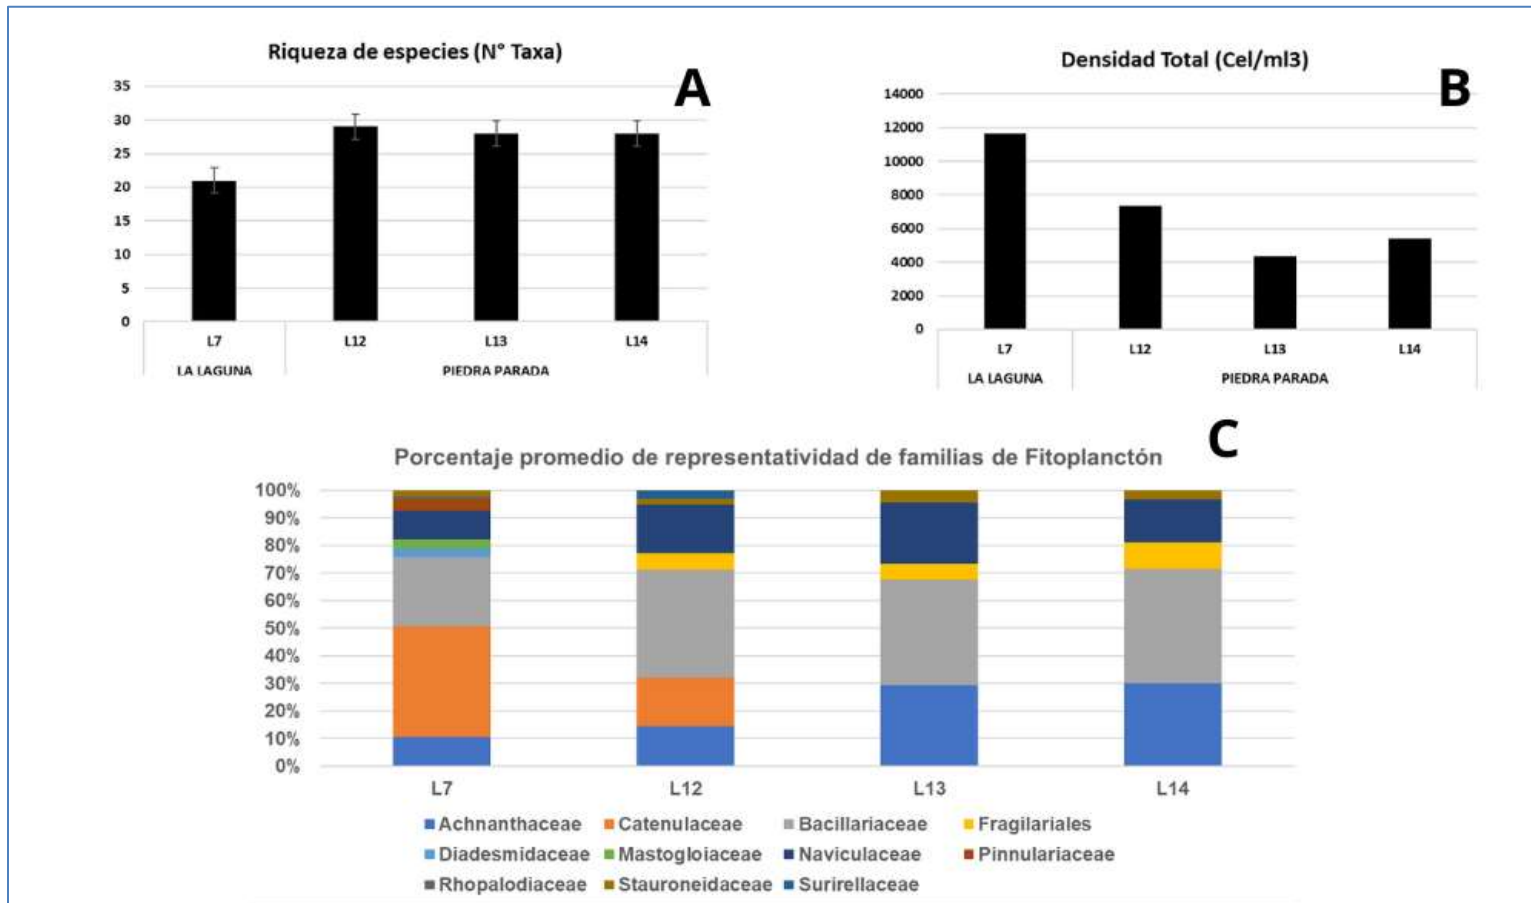 Riqueza de especies (N° Taxa)
A
35
30
25
20
15
10
5
0
L7
L12
L13
L14
LA LAGUNA
PIEDRA PARADA
Densidad Total (Cel/ml3)
B
14000
12000
10000
8000
6000
4000
2000
0
L7
L12
L13
L14
LA LAGUNA
PIEDRA PARADA
C
Porcentaje promedio de representatividad de familias de Fitoplanctón
100%
90%
80%
70%
60%
50%
40%
30%
20%
10%
0%
L7
L12
L13
L14
Achnanthaceae
Catenulaceae
Bacillariaceae
Fragilariales
Diadesmidaceae
Mastogloiaceae
Naviculaceae
Pinnulariaceae
Rhopalodiaceae
Stauroneidaceae
Surirellaceae